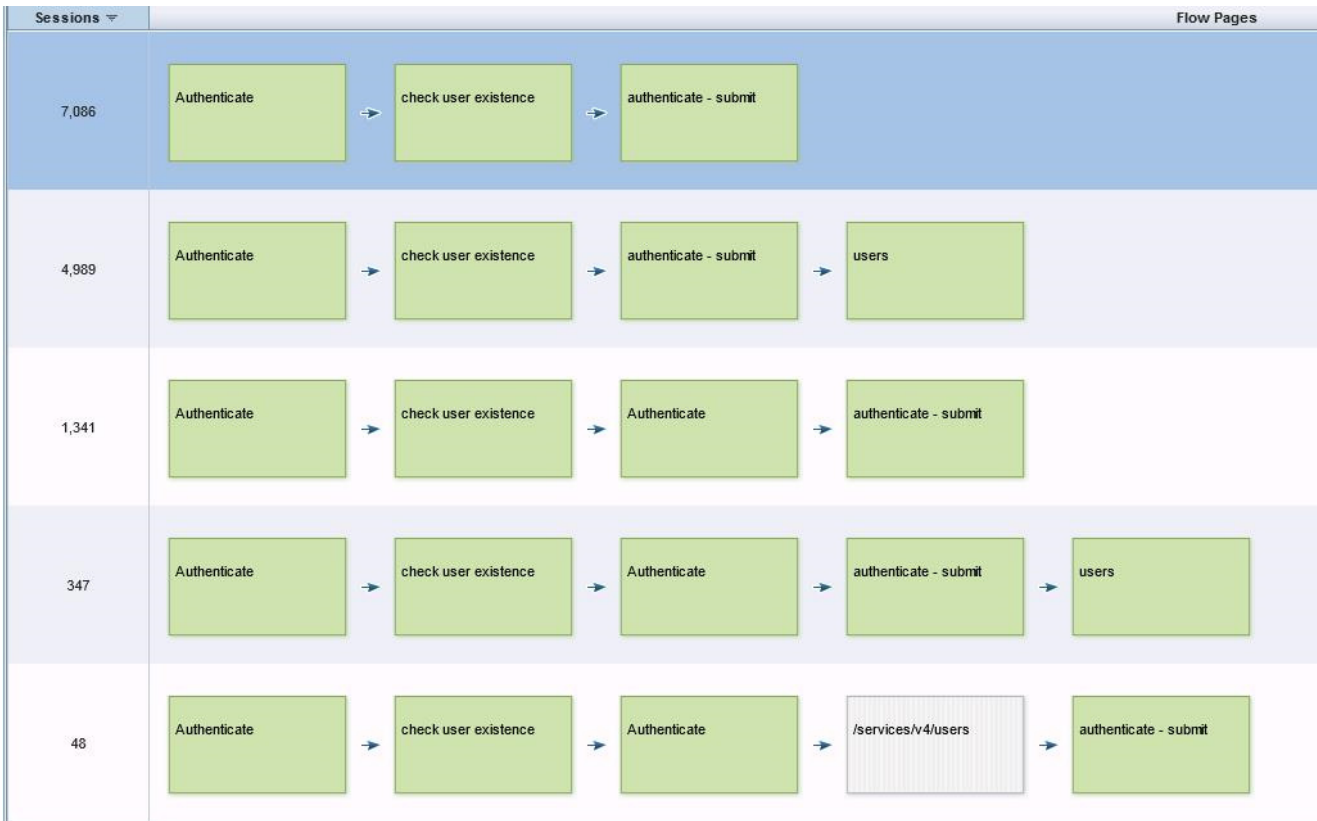 Sessions
Flow Pages
7,086
Authenticate
check user existence
authenticate - submit
4,989
Authenticate
check user existence
authenticate - submit
users
1,341
Authenticate
check user existence
Authenticate
authenticate - submit
347
Authenticate
check user existence
Authenticate
authenticate - submit
users
48
Authenticate
check user existence
Authenticate
/services/v4/users
authenticate - submit